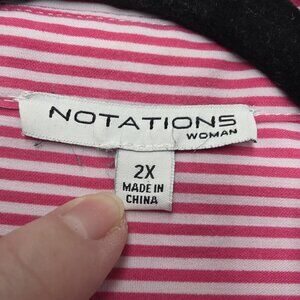 NOTATIONS
WOMAN
2X
MADE IN
CHINA